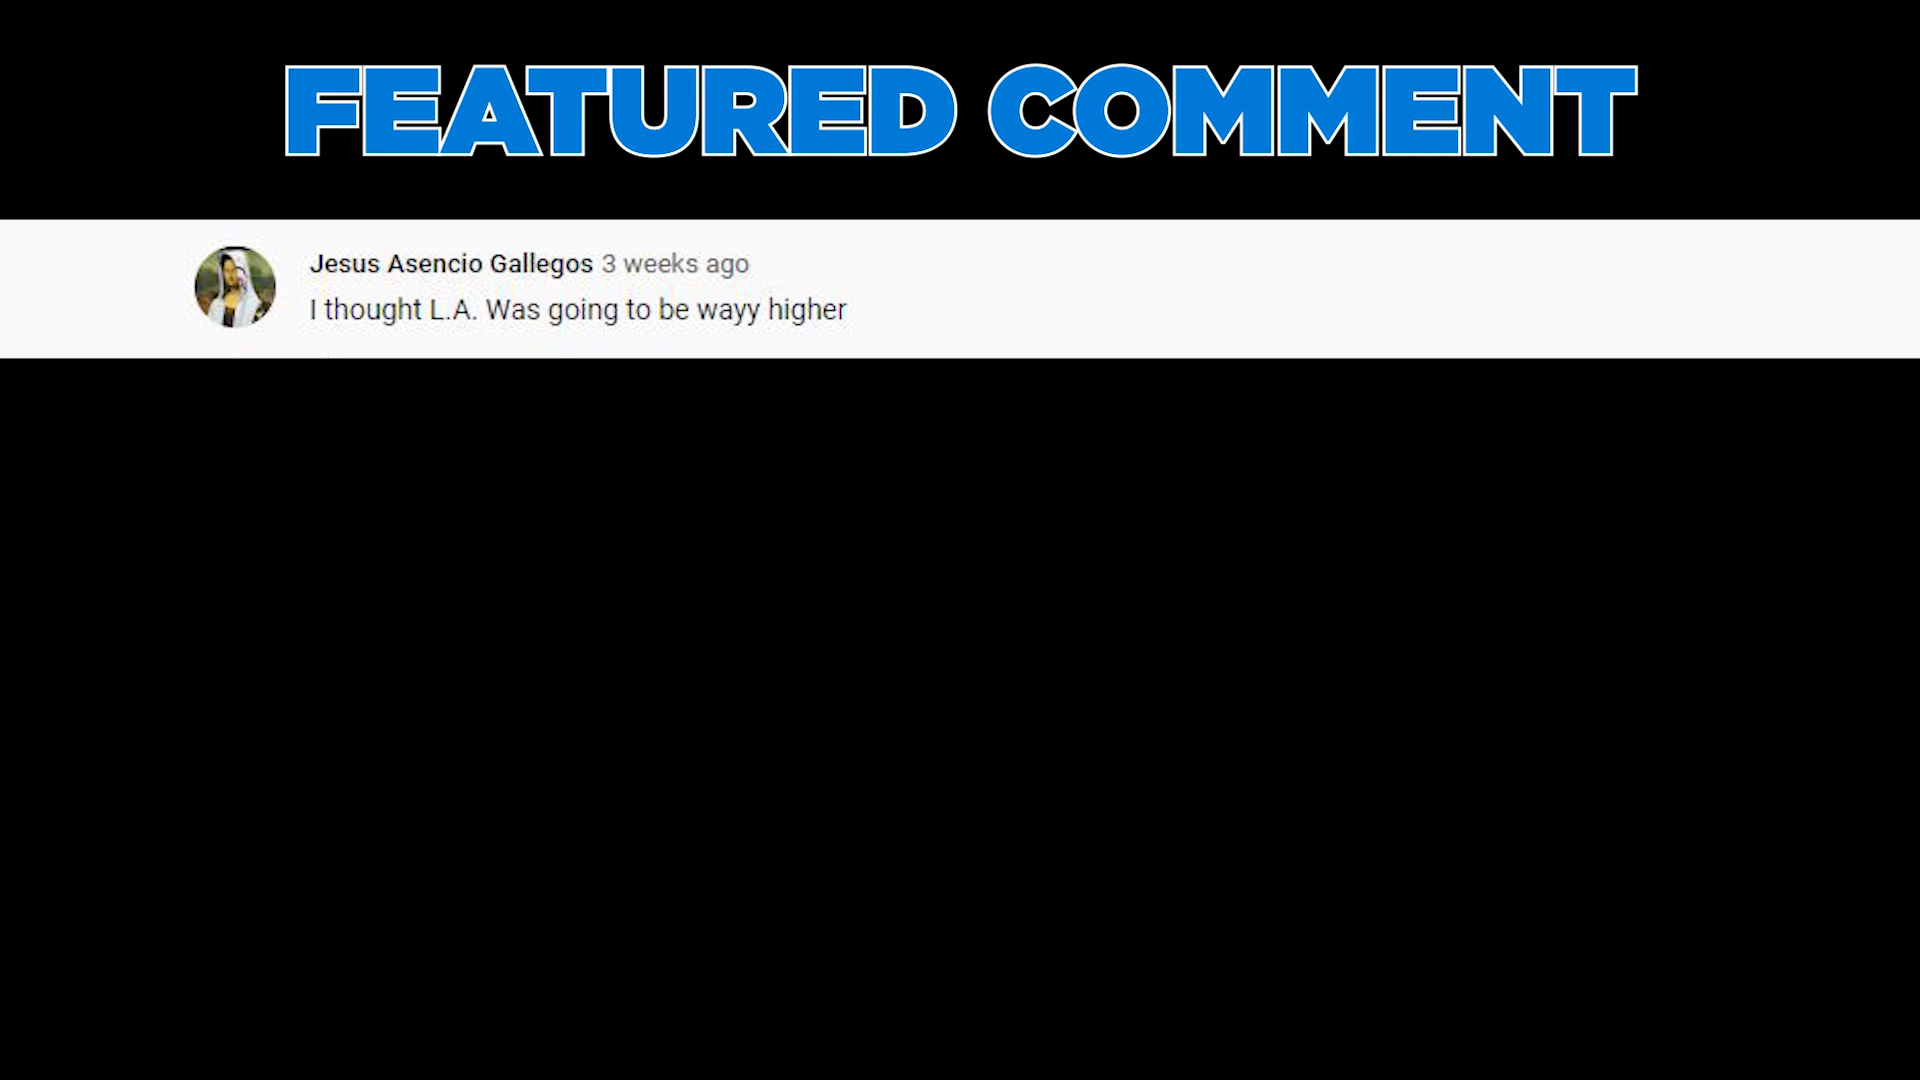 FEATURED COMMENT
Jesus Asencio Gallegos 3 weeks ago
I thought L.A. Was going to be wayy higher